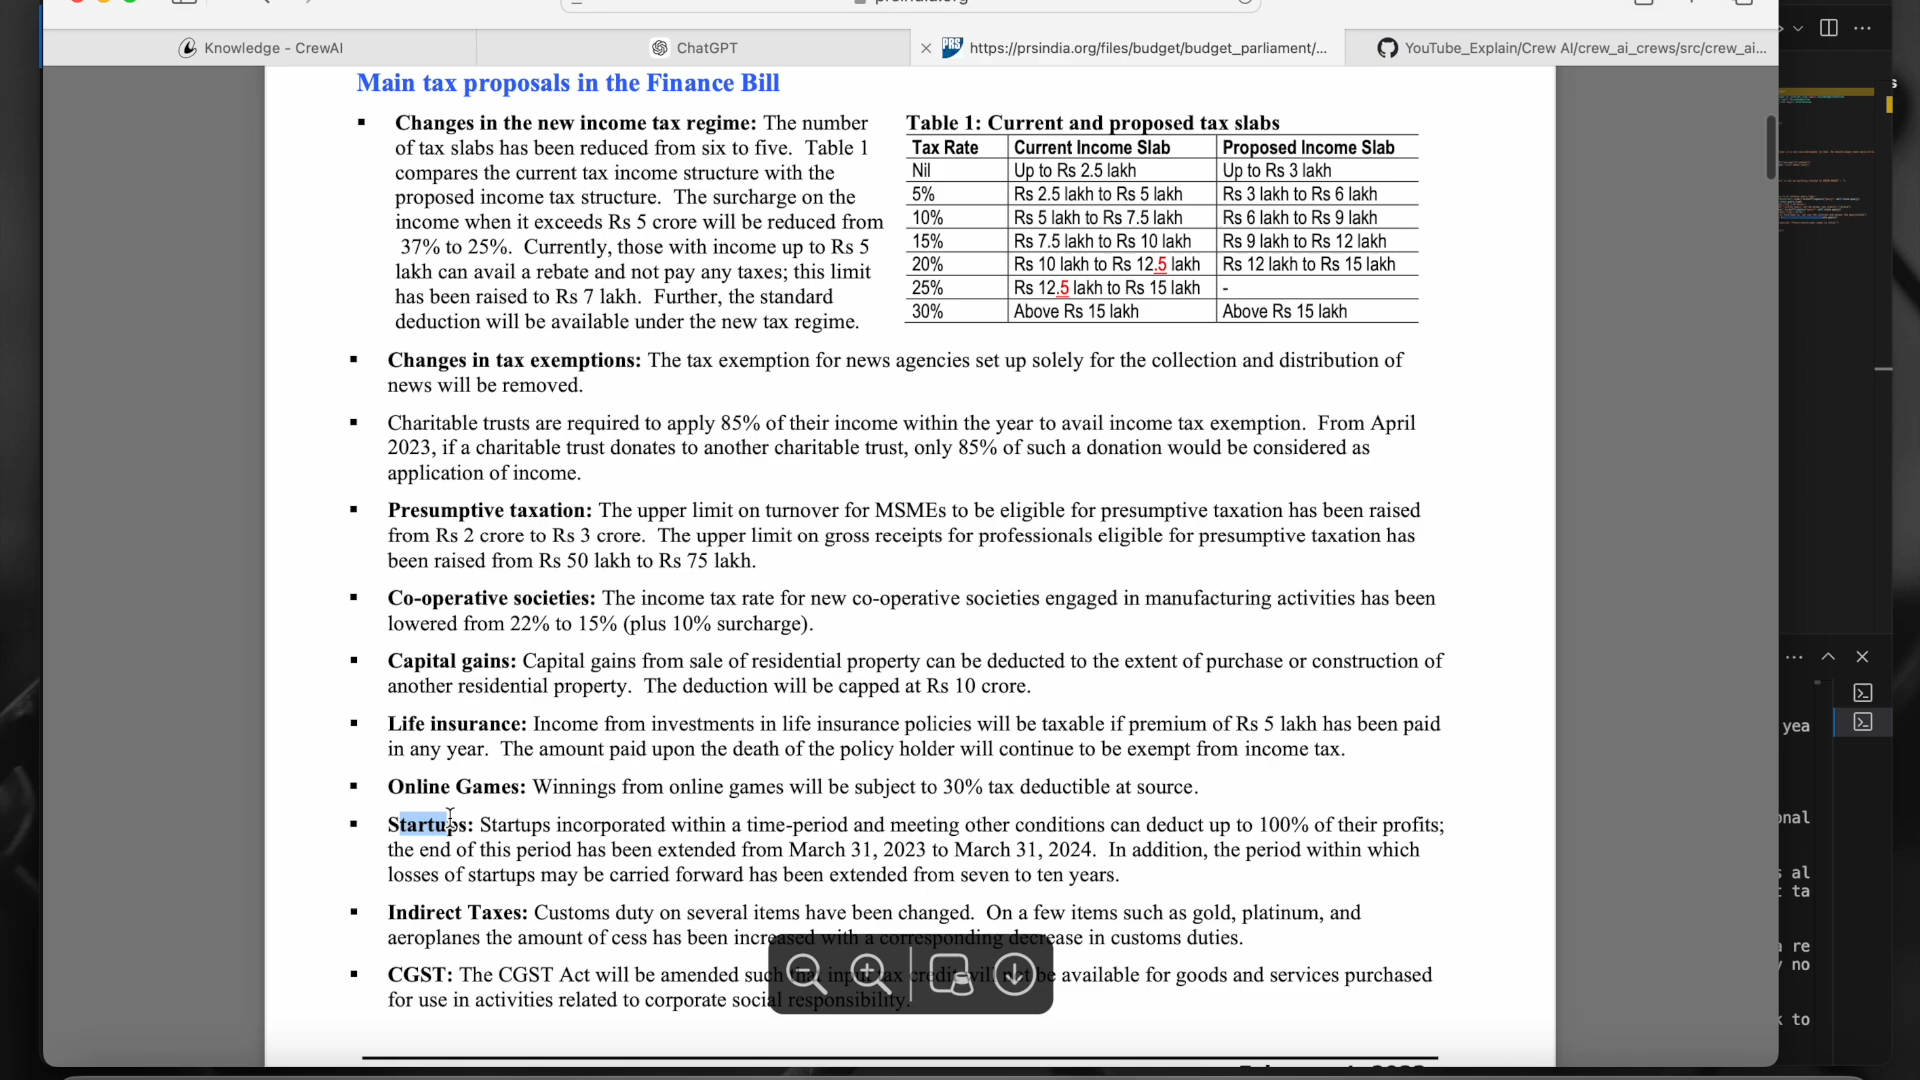 prsindia.org
Knowledge - CrewAI
ChatGPT
PRS
https://prsindia.org/files/budget/budget_parliament/...
YouTube_Explain/Crew AI/crew_ai_crews/src/crew_ai...
Main tax proposals in the Finance Bill
▪ Changes in the new income tax regime: The number
of tax slabs has been reduced from six to five. Table 1
compares the current tax income structure with the
proposed income tax structure. The surcharge on the
income when it exceeds Rs 5 crore will be reduced from
37% to 25%. Currently, those with income up to Rs 5
lakh can avail a rebate and not pay any taxes; this limit
has been raised to Rs 7 lakh. Further, the standard
deduction will be available under the new tax regime.
Table 1: Current and proposed tax slabs
Tax Rate Current Income Slab Proposed Income Slab
Nil Up to Rs 2.5 lakh Up to Rs 3 lakh
5% Rs 2.5 lakh to Rs 5 lakh Rs 3 lakh to Rs 6 lakh
10% Rs 5 lakh to Rs 7.5 lakh Rs 6 lakh to Rs 9 lakh
15% Rs 7.5 lakh to Rs 10 lakh Rs 9 lakh to Rs 12 lakh
20% Rs 10 lakh to Rs 12.5 lakh Rs 12 lakh to Rs 15 lakh
25% Rs 12.5 lakh to Rs 15 lakh -
30% Above Rs 15 lakh Above Rs 15 lakh
▪ Changes in tax exemptions: The tax exemption for news agencies set up solely for the collection and distribution of
news will be removed.
▪ Charitable trusts are required to apply 85% of their income within the year to avail income tax exemption. From April
2023, if a charitable trust donates to another charitable trust, only 85% of such a donation would be considered as
application of income.
▪ Presumptive taxation: The upper limit on turnover for MSMEs to be eligible for presumptive taxation has been raised
from Rs 2 crore to Rs 3 crore. The upper limit on gross receipts for professionals eligible for presumptive taxation has
been raised from Rs 50 lakh to Rs 75 lakh.
▪ Co-operative societies: The income tax rate for new co-operative societies engaged in manufacturing activities has been
lowered from 22% to 15% (plus 10% surcharge).
▪ Capital gains: Capital gains from sale of residential property can be deducted to the extent of purchase or construction of
another residential property. The deduction will be capped at Rs 10 crore.
▪ Life insurance: Income from investments in life insurance policies will be taxable if premium of Rs 5 lakh has been paid
in any year. The amount paid upon the death of the policy holder will continue to be exempt from income tax.
▪ Online Games: Winnings from online games will be subject to 30% tax deductible at source.
▪ Startups: Startups incorporated within a time-period and meeting other conditions can deduct up to 100% of their profits;
the end of this period has been extended from March 31, 2023 to March 31, 2024. In addition, the period within which
losses of startups may be carried forward has been extended from seven to ten years.
▪ Indirect Taxes: Customs duty on several items have been changed. On a few items such as gold, platinum, and
aeroplanes the amount of cess has been increased with a corresponding decrease in customs duties.
▪ CGST: The CGST Act will be amended such that input tax credit will not be available for goods and services purchased
for use in activities related to corporate social responsibility.
s
yea
onal
s al
t ta
a re
y no
k to